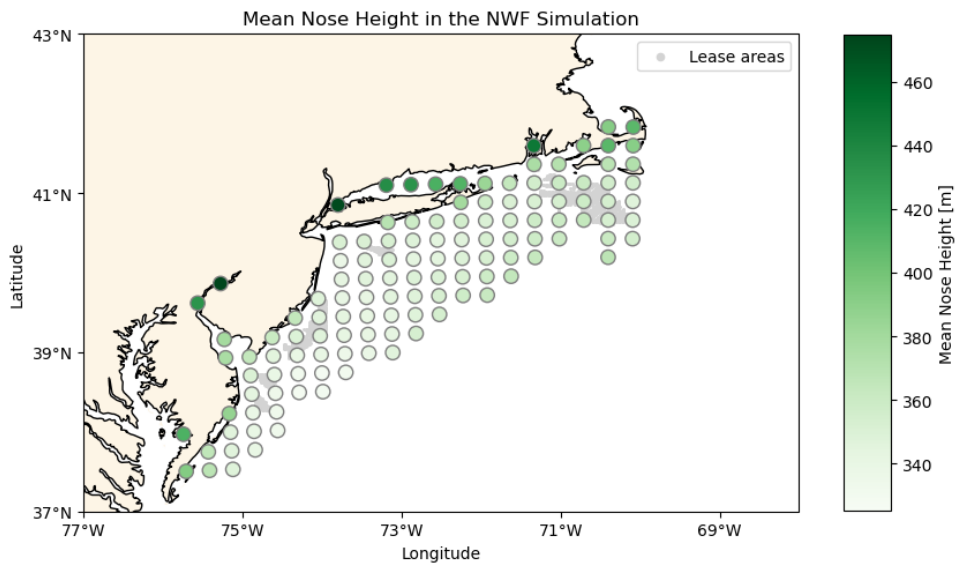 Mean Nose Height in the NWF Simulation
43°N
41°N
39°N
37°N
Latitude
77°W
75°W
73°W
71°W
69°W
Longitude
Lease areas
460
440
420
400
380
360
340
Mean Nose Height [m]